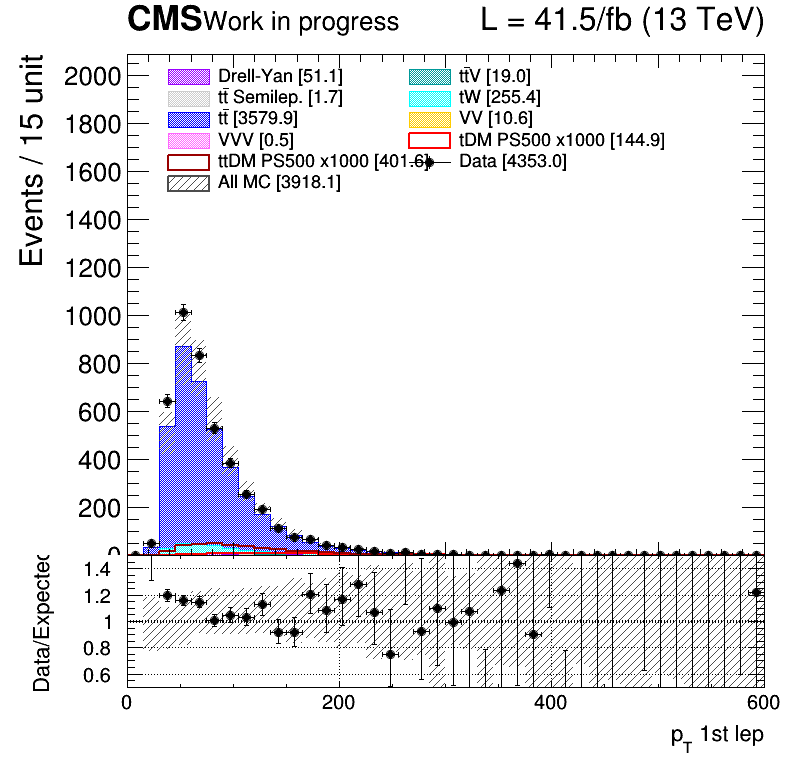 CMS Work in progress L = 41.5/fb (13 TeV)
Events / 15 unit
2000
1800
1600
1400
1200
1000
800
600
400
200
0
Drell-Yan [51.1] tt̄V [19.0]
tt̄ Semilep. [1.7] tW [255.4]
tt̄ [3579.9] VV [10.6]
VVV [0.5] tDM PS500 x1000 [144.9]
ttDM PS500 x1000 [401.6] Data [4353.0]
All MC [3918.1]
Data/Expected
1.4
1.2
1
0.8
0.6
0 200 400 600
p_T 1st lep